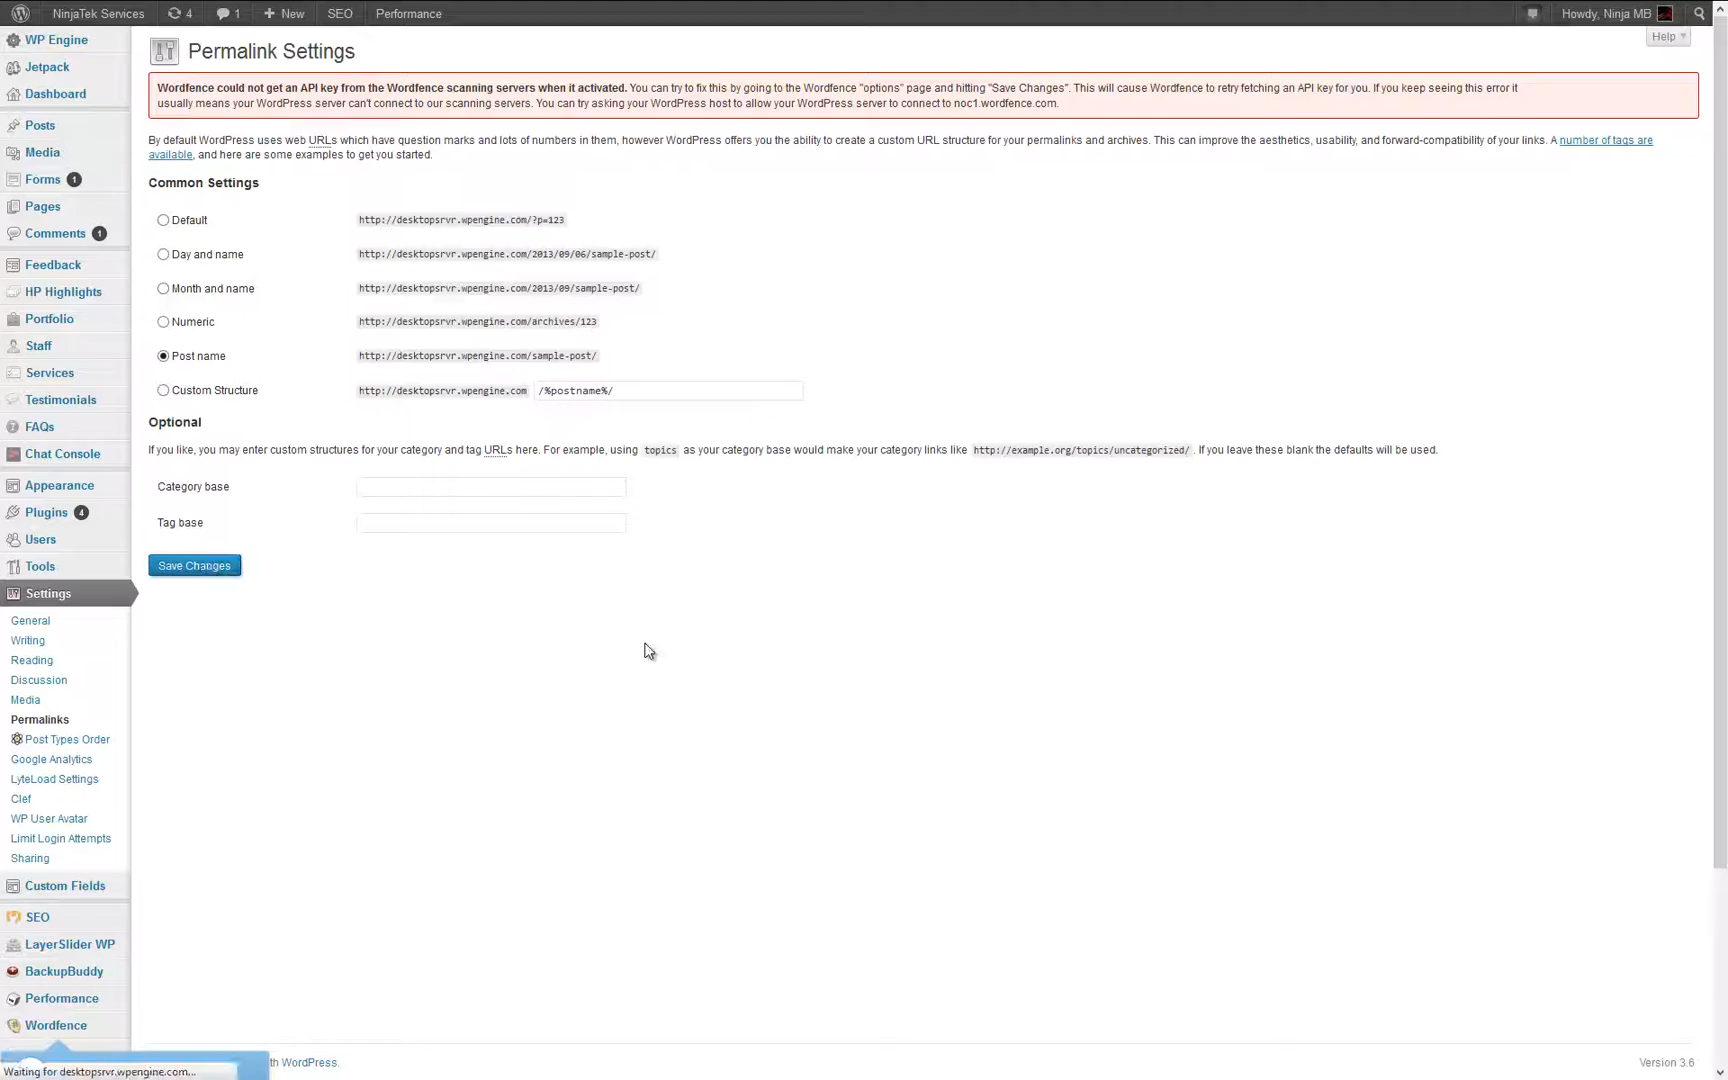 NinjaTek Services 4 1 + New SEO Performance Howdy, Ninja MB
WP Engine
Jetpack
Dashboard
Posts
Media
Forms 1
Pages
Comments 1
Feedback
HP Highlights
Portfolio
Staff
Services
Testimonials
FAQs
Chat Console
Appearance
Plugins 4
Users
Tools
Settings
General
Writing
Reading
Discussion
Media
Permalinks
Post Types Order
Google Analytics
LyteLoad Settings
Clef
WP User Avatar
Limit Login Attempts
Sharing
Custom Fields
SEO
LayerSlider WP
BackupBuddy
Performance
Wordfence
Help
Permalink Settings
Wordfence could not get an API key from the Wordfence scanning servers when it activated. You can try to fix this by going to the Wordfence "options" page and hitting "Save Changes". This will cause Wordfence to retry fetching an API key for you. If you keep seeing this error it
usually means your WordPress server can't connect to our scanning servers. You can try asking your WordPress host to allow your WordPress server to connect to noc1.wordfence.com.
By default WordPress uses web URLs which have question marks and lots of numbers in them, however WordPress offers you the ability to create a custom URL structure for your permalinks and archives. This can improve the aesthetics, usability, and forward-compatibility of your links. A number of tags are
available, and here are some examples to get you started.
Common Settings
Default http://desktopsrvr.wpengine.com/?p=123
Day and name http://desktopsrvr.wpengine.com/2013/09/06/sample-post/
Month and name http://desktopsrvr.wpengine.com/2013/09/sample-post/
Numeric http://desktopsrvr.wpengine.com/archives/123
Post name http://desktopsrvr.wpengine.com/sample-post/
Custom Structure http://desktopsrvr.wpengine.com /%postname%/
Optional
If you like, you may enter custom structures for your category and tag URLs here. For example, using topics as your category base would make your category links like http://example.org/topics/uncategorized/ . If you leave these blank the defaults will be used.
Category base
Tag base
Save Changes
th WordPress.
Version 3.6
Waiting for desktopsrvr.wpengine.com...